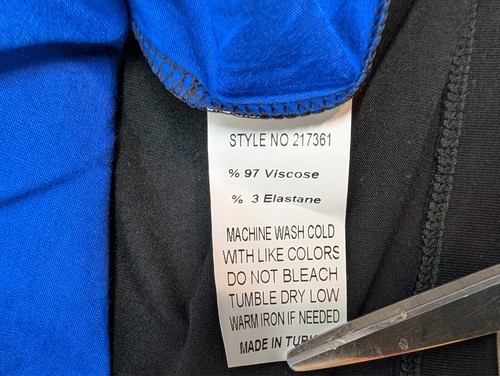 STYLE NO 217361
% 97 Viscose
% 3 Elastane
MACHINE WASH COLD
WITH LIKE COLORS
DO NOT BLEACH
TUMBLE DRY LOW
WARM IRON IF NEEDED
MADE IN